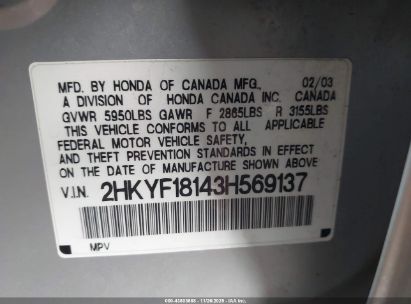 MFD. BY HONDA OF CANADA MFG., 02/03
A DIVISION OF HONDA CANADA INC. CANADA
GVWR 5950LBS GAWR F 2865LBS R 3155LBS
THIS VEHICLE CONFORMS TO ALL APPLICABLE
FEDERAL MOTOR VEHICLE SAFETY,
AND THEFT PREVENTION STANDARDS IN EFFECT
ON THE DATE OF MANUFACTURE SHOWN ABOVE
V.I.N. 2HKYF18143H569137
MPV